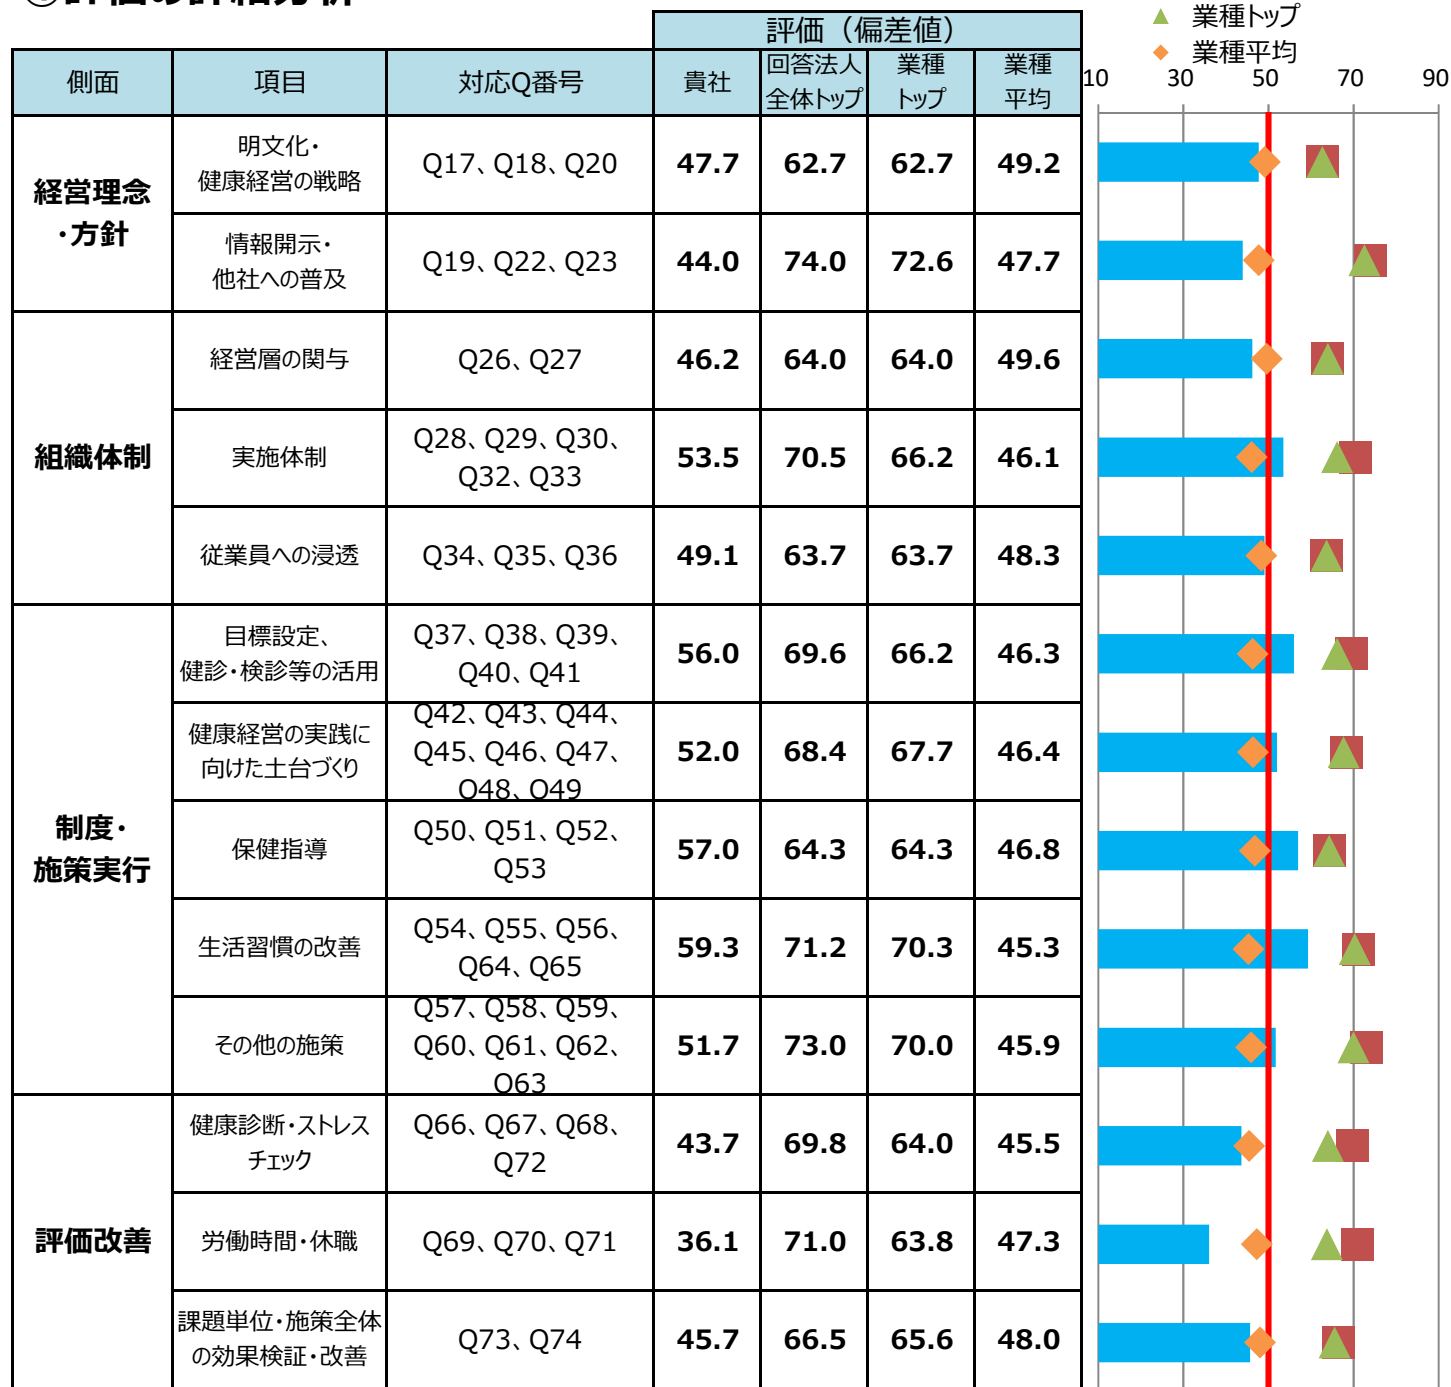 評価（偏差値）
▲ 業種トップ
◆ 業種平均
側面 項目 対応Q番号 貴社 回答法人 業種 業種
全体トップ トップ 平均
10 30 50 70 90
経営理念
・方針
明文化・
健康経営の戦略
Q17、Q18、Q20 47.7 62.7 62.7 49.2
情報開示・
他社への普及
Q19、Q22、Q23 44.0 74.0 72.6 47.7
組織体制
経営層の関与 Q26、Q27 46.2 64.0 64.0 49.6
実施体制
Q28、Q29、Q30、
Q32、Q33
53.5 70.5 66.2 46.1
従業員への浸透 Q34、Q35、Q36 49.1 63.7 63.7 48.3
制度・
施策実行
目標設定、
健診・検診等の活用
Q37、Q38、Q39、
Q40、Q41
56.0 69.6 66.2 46.3
健康経営の実践に
向けた土台づくり
Q42、Q43、Q44、
Q45、Q46、Q47、
Q48、Q49
52.0 68.4 67.7 46.4
保健指導
Q50、Q51、Q52、
Q53
57.0 64.3 64.3 46.8
生活習慣の改善
Q54、Q55、Q56、
Q64、Q65
59.3 71.2 70.3 45.3
その他の施策
Q57、Q58、Q59、
Q60、Q61、Q62、
Q63
51.7 73.0 70.0 45.9
評価改善
健康診断・ストレス
チェック
Q66、Q67、Q68、
Q72
43.7 69.8 64.0 45.5
労働時間・休職 Q69、Q70、Q71 36.1 71.0 63.8 47.3
課題単位・施策全体
の効果検証・改善
Q73、Q74 45.7 66.5 65.6 48.0